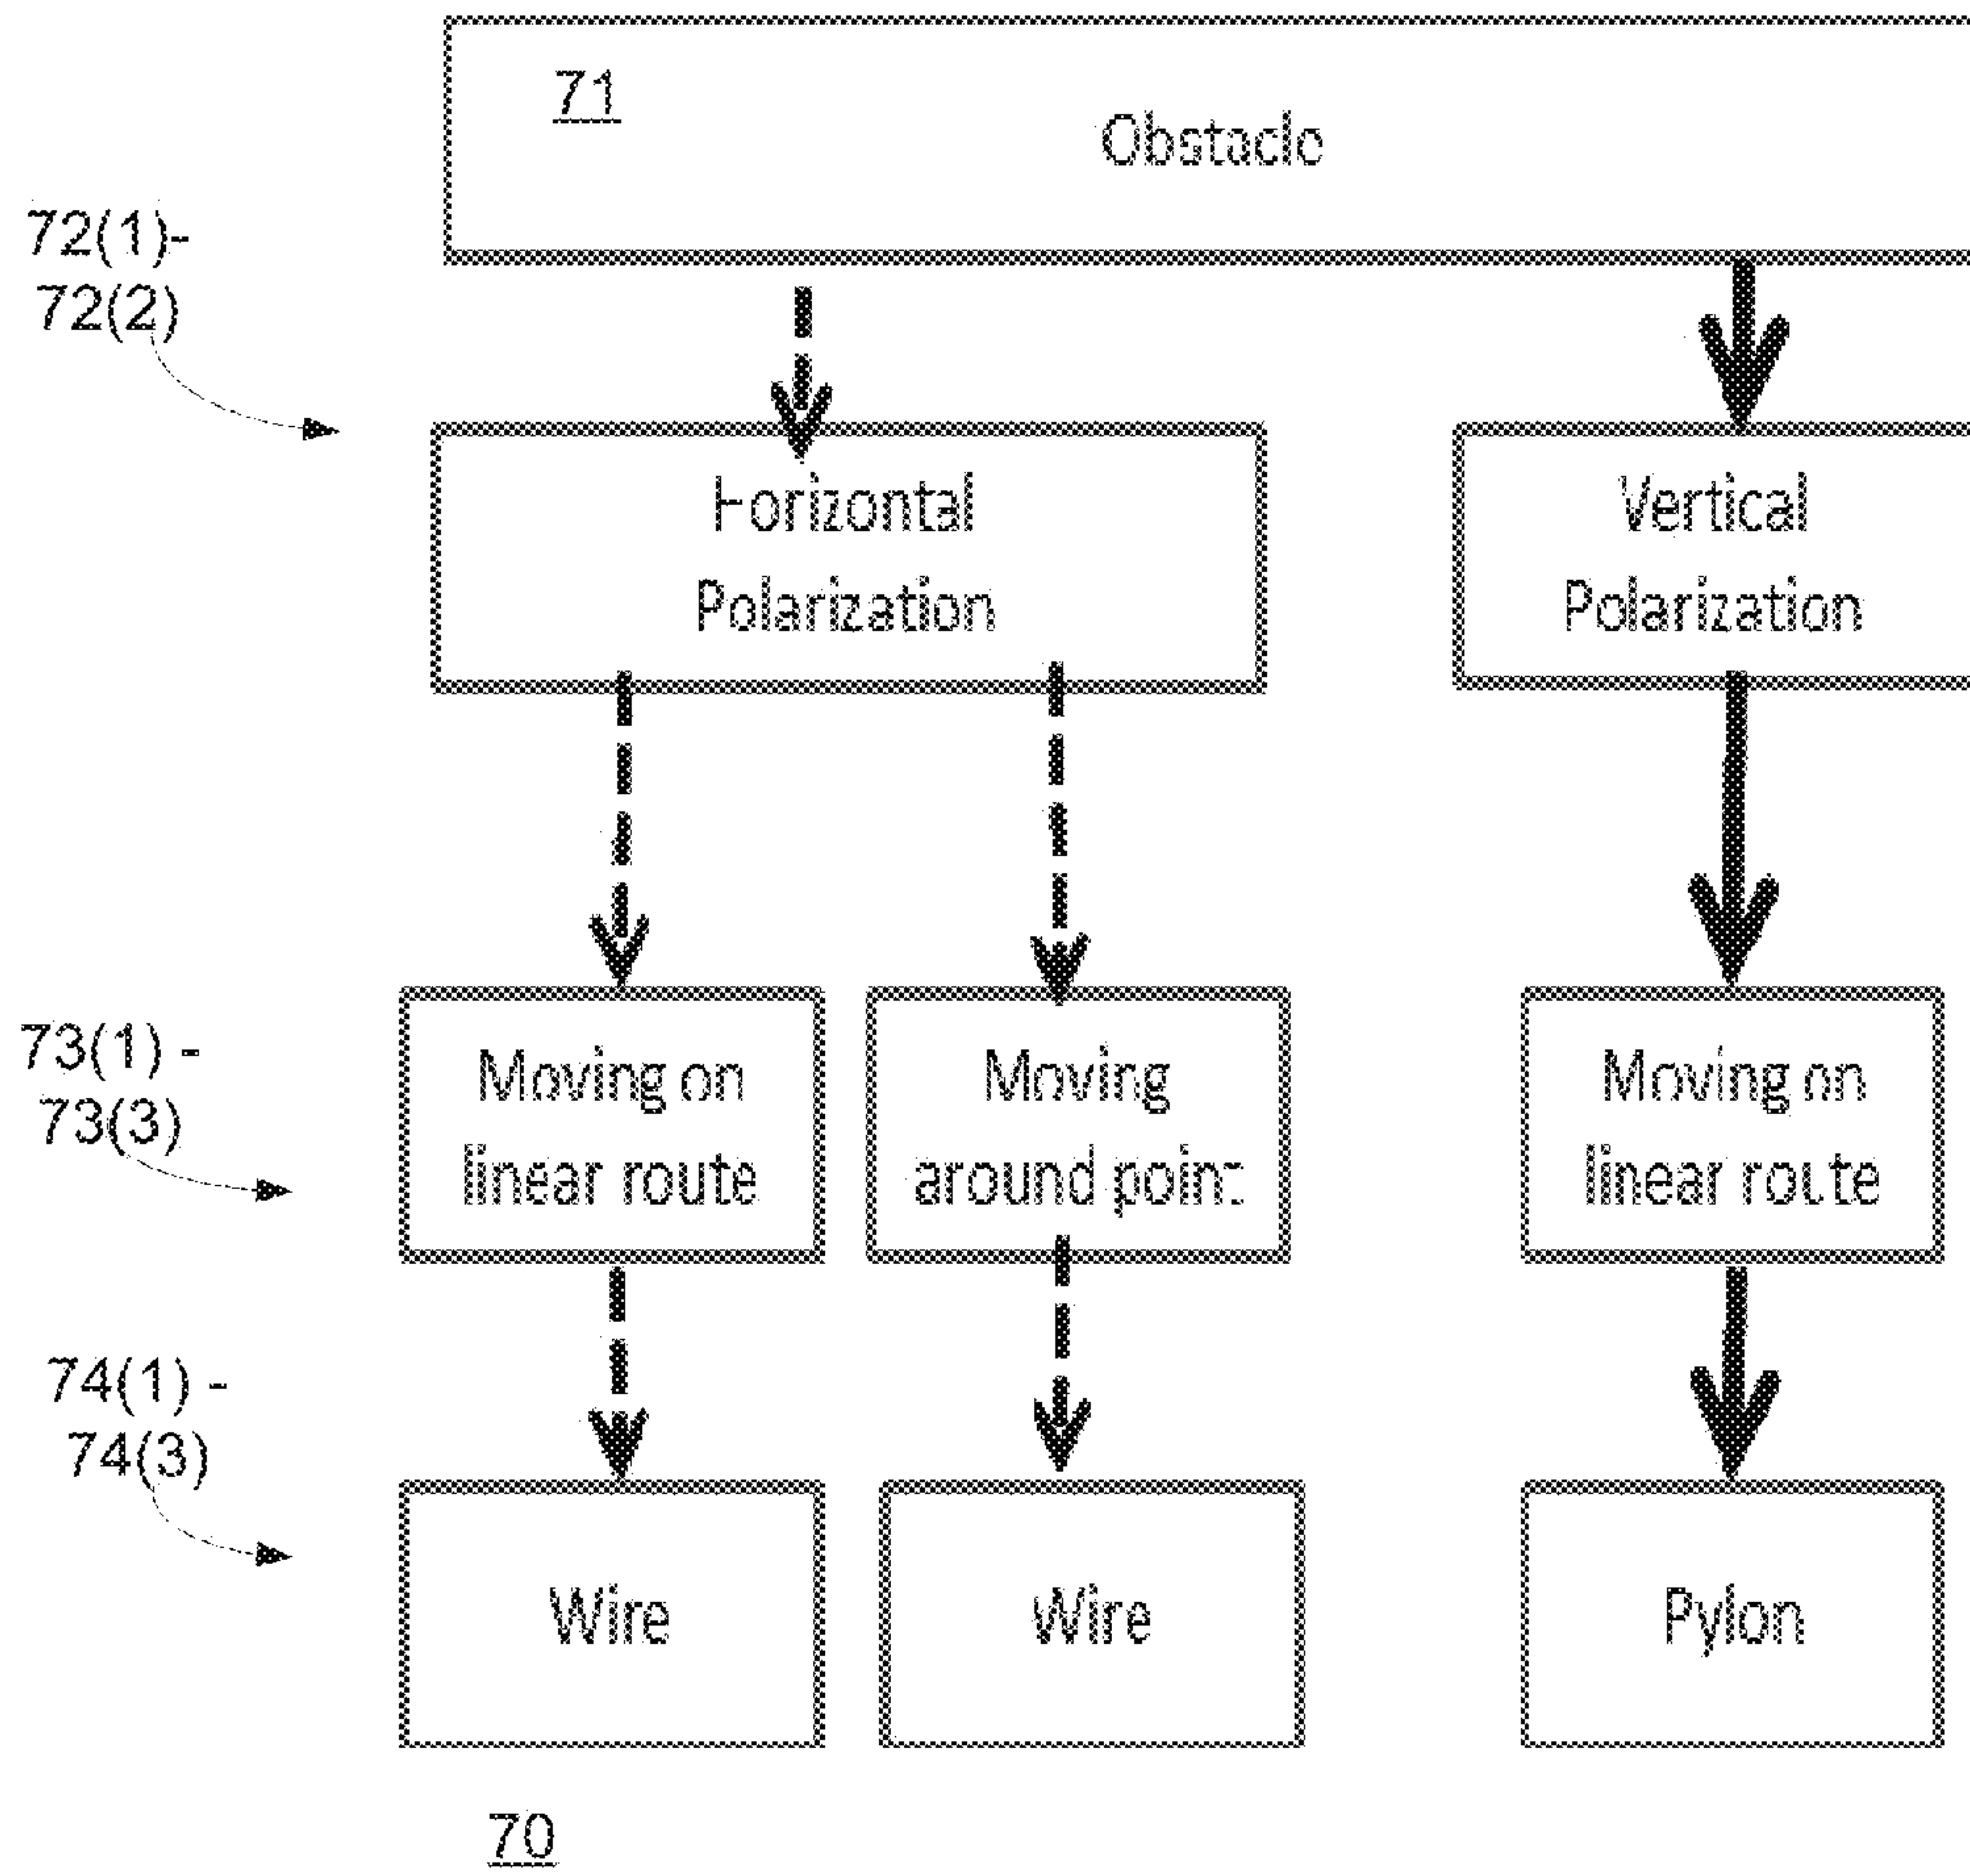 71
Obstacle
72(1)-
72(2)
Horizontal
Polarization
Vertical
Polarization
73(1) -
73(3)
Moving on
linear route
Moving
around point
Moving on
linear route
74(1) -
74(3)
Wire
Wire
Pylon
70